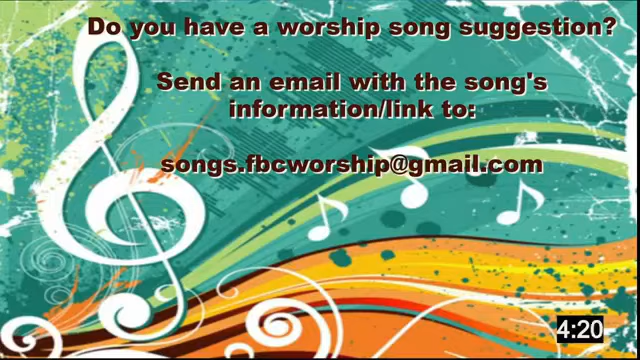 Do you have a worship song suggestion?
Send an email with the song's
information/link to:
songs.fbcworship@gmail.com
4:20